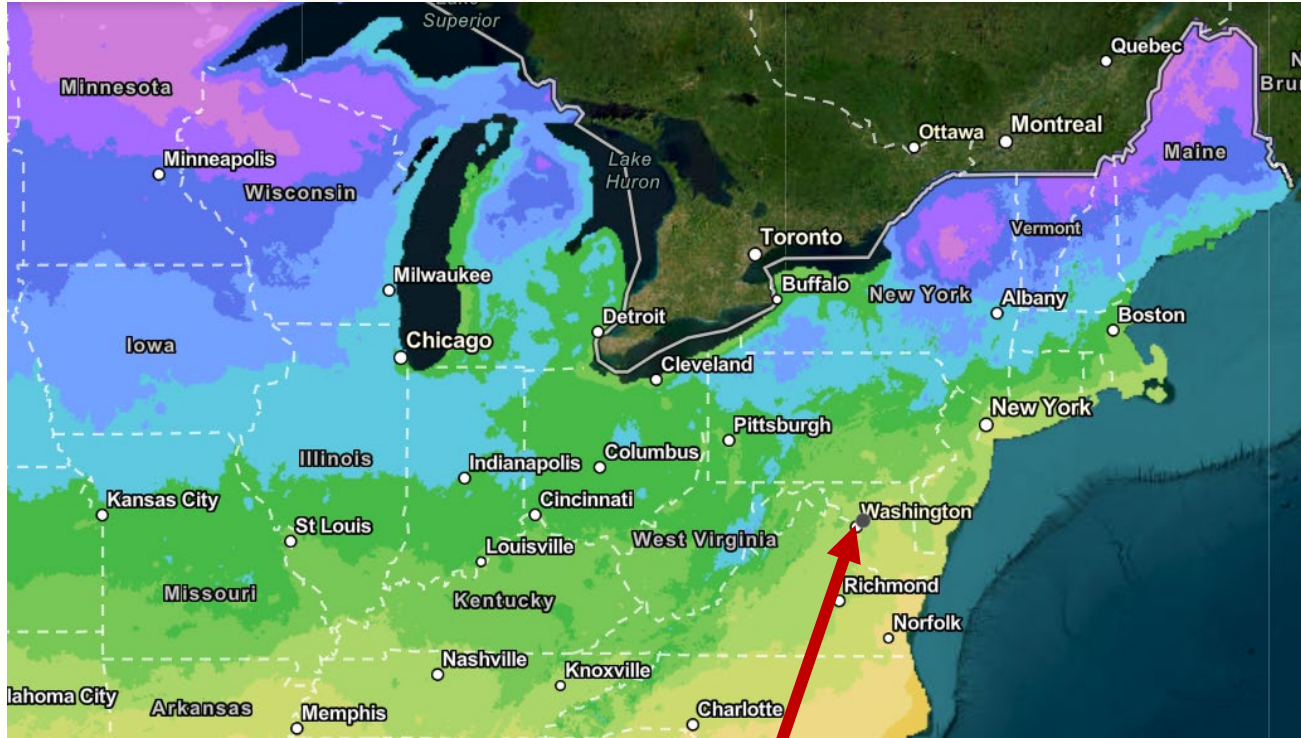 Lake
Superior
Quebec
N
Bru
Minnesota
Ottawa
Montreal
Maine
Minneapolis
Lake
Huron
Wisconsin
Vermont
Toronto
Milwaukee
Buffalo
New York
Albany
Detroit
Boston
Chicago
Iowa
Cleveland
New York
Pittsburgh
Columbus
Illinois
Indianapolis
Kansas City
Cincinnati
Washington
St Louis
West Virginia
Louisville
Richmond
Missouri
Kentucky
Norfolk
Nashville
Knoxville
lahoma City
Arkansas
Memphis
Charlotte